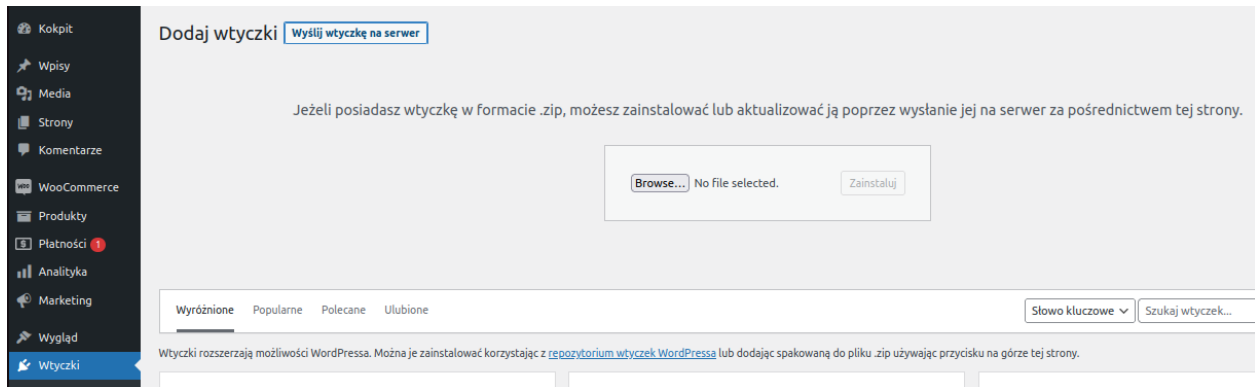 Kokpit
Wpisy
Media
Strony
Komentarze
WooCommerce
Produkty
Płatności 1
Analityka
Marketing
Wygląd
Wtyczki
Dodaj wtyczki Wyślij wtyczkę na serwer
Jeżeli posiadasz wtyczkę w formacie .zip, możesz zainstalować lub aktualizować ją poprzez wysłanie jej na serwer za pośrednictwem tej strony.
Browse... No file selected. Zainstaluj
Wyróżnione Popularne Polecane Ulubione Słowo kluczowe Szukaj wtyczek...
Wtyczki rozszerzają możliwości WordPressa. Można je zainstalować korzystając z repozytorium wtyczek WordPressa lub dodając spakowaną do pliku .zip używając przycisku na górze tej strony.